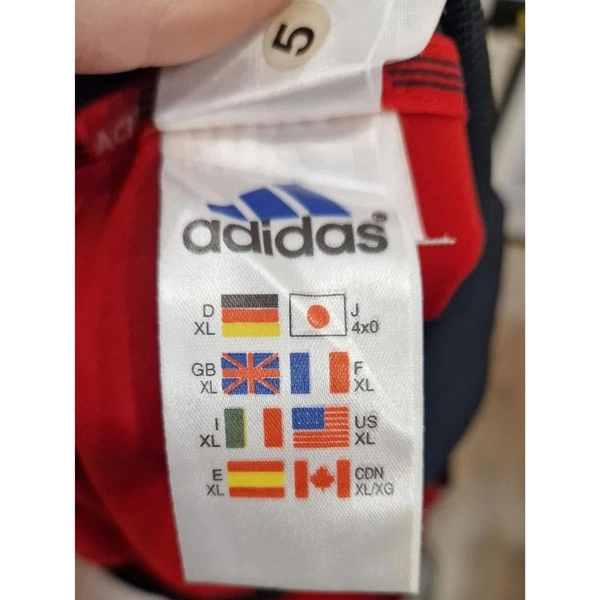 5
adidas®
D J
XL 4x0
GB F
XL XL
I US
XL XL
E CDN
XL XL/XG